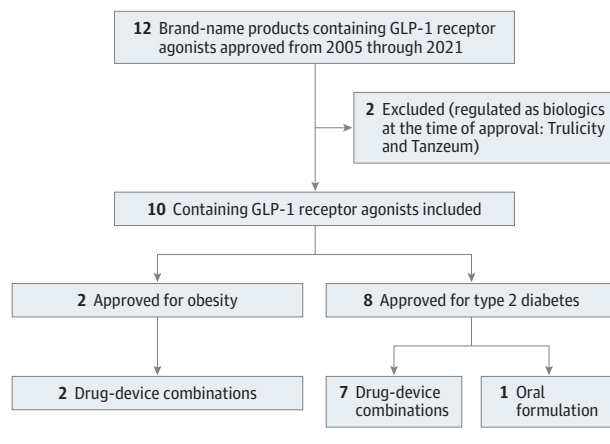 12 Brand-name products containing GLP-1 receptor
agonists approved from 2005 through 2021
2 Excluded (regulated as biologics
at the time of approval: Trulicity
and Tanzeum)
10 Containing GLP-1 receptor agonists included
2 Approved for obesity
8 Approved for type 2 diabetes
2 Drug-device combinations
7 Drug-device
combinations
1 Oral
formulation